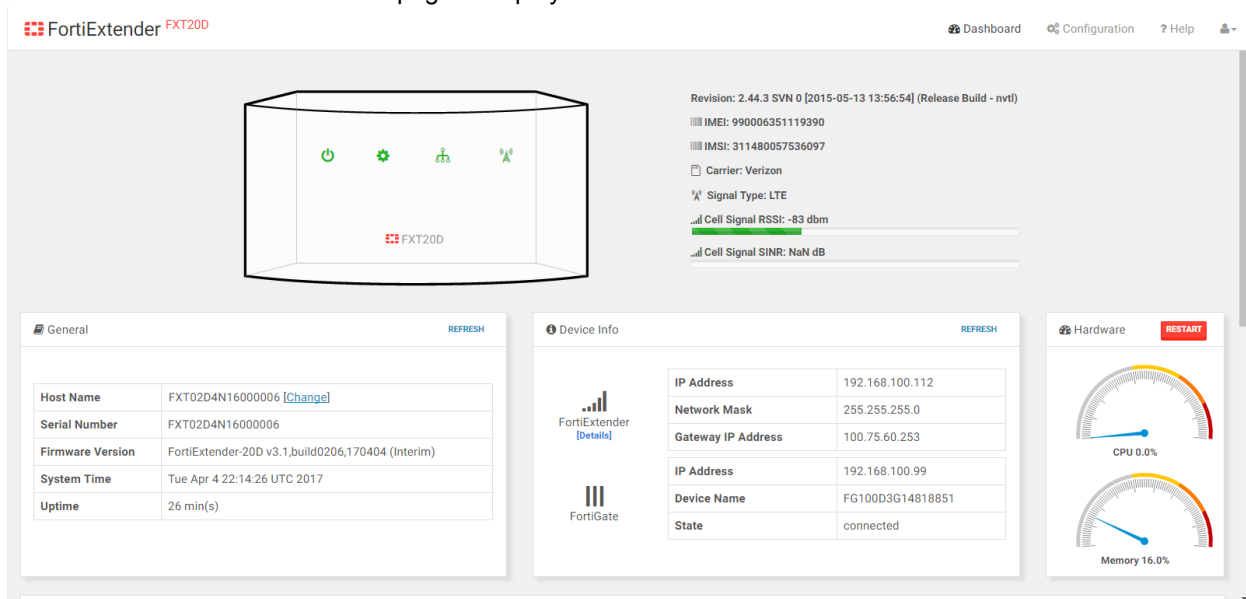 FortiExtender FXT20D
Dashboard
Configuration
? Help
Revision: 2.44.3 SVN 0 [2015-05-13 13:56:54] (Release Build - nvtl)
IMEI: 990006351119390
IMSI: 311480057536097
Carrier: Verizon
Signal Type: LTE
Cell Signal RSSI: -83 dbm
Cell Signal SINR: NaN dB
FXT20D
General
REFRESH
Host Name FXT02D4N16000006 [Change]
Serial Number FXT02D4N16000006
Firmware Version FortiExtender-20D v3.1,build0206,170404 (Interim)
System Time Tue Apr 4 22:14:26 UTC 2017
Uptime 26 min(s)
Device Info
REFRESH
FortiExtender
[Details]
IP Address 192.168.100.112
Network Mask 255.255.255.0
Gateway IP Address 100.75.60.253
FortiGate
IP Address 192.168.100.99
Device Name FG100D3G14818851
State connected
Hardware
RESTART
CPU 0.0%
Memory 16.0%